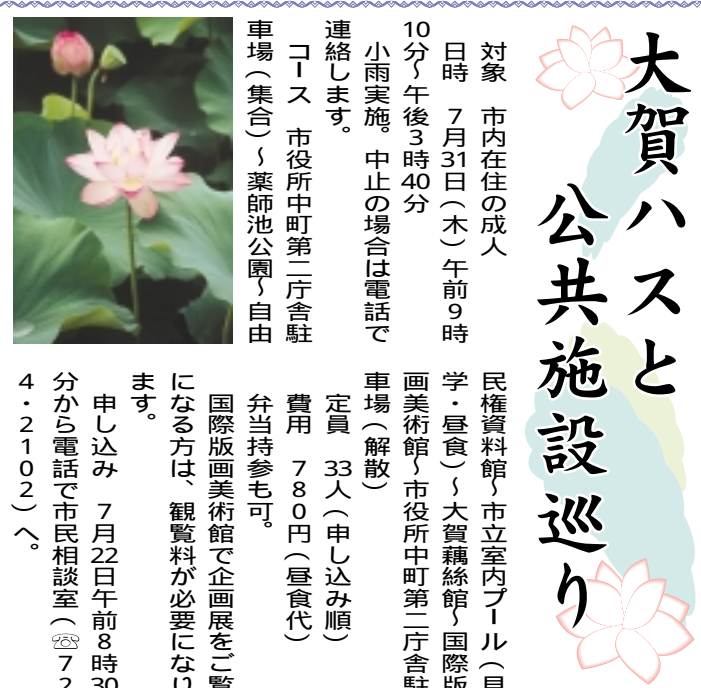 大賀ハスと
公共施設巡り
対象　市内在住の成人
日時　7月31日（木）午前9時
10分〜午後3時40分
小雨実施。中止の場合は電話で
連絡します。
コース　市役所中町第二庁舎駐
車場（集合）〜薬師池公園〜自由
民権資料館〜市立室内プール（見
学・昼食）〜大賀藕絲館〜国際版
画美術館〜市役所中町第二庁舎駐
車場（解散）
定員　33人（申し込み順）
費用　780円（昼食代）
弁当持参も可。
国際版画美術館で企画展をご覧
になる方は、観覧料が必要になり
ます。
申し込み　7月22日午前8時30
分から電話で市民相談室（☏72
4・2102）へ。